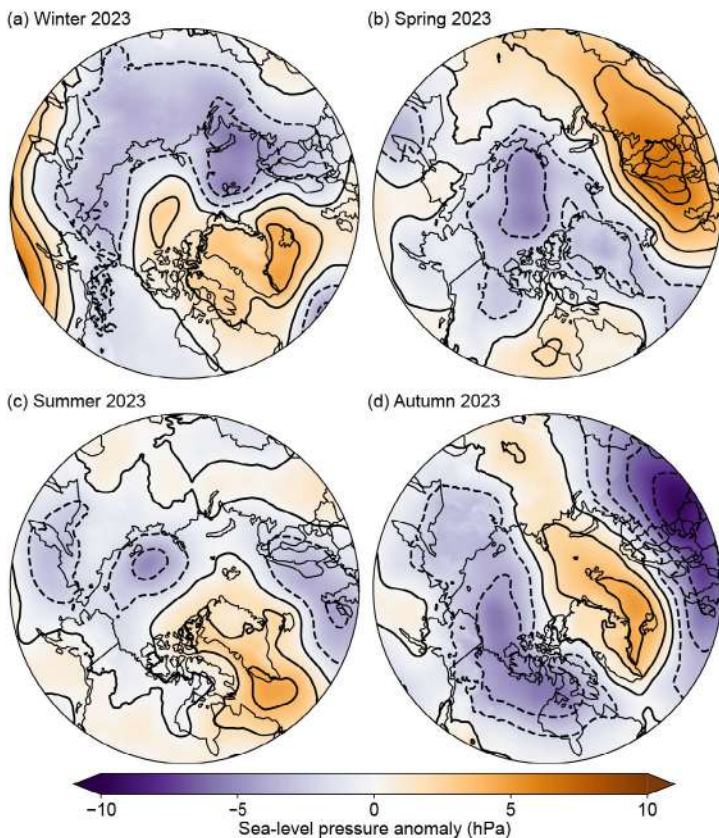 (a) Winter 2023
(b) Spring 2023
(c) Summer 2023
(d) Autumn 2023
−10 −5 0 5 10
Sea-level pressure anomaly (hPa)